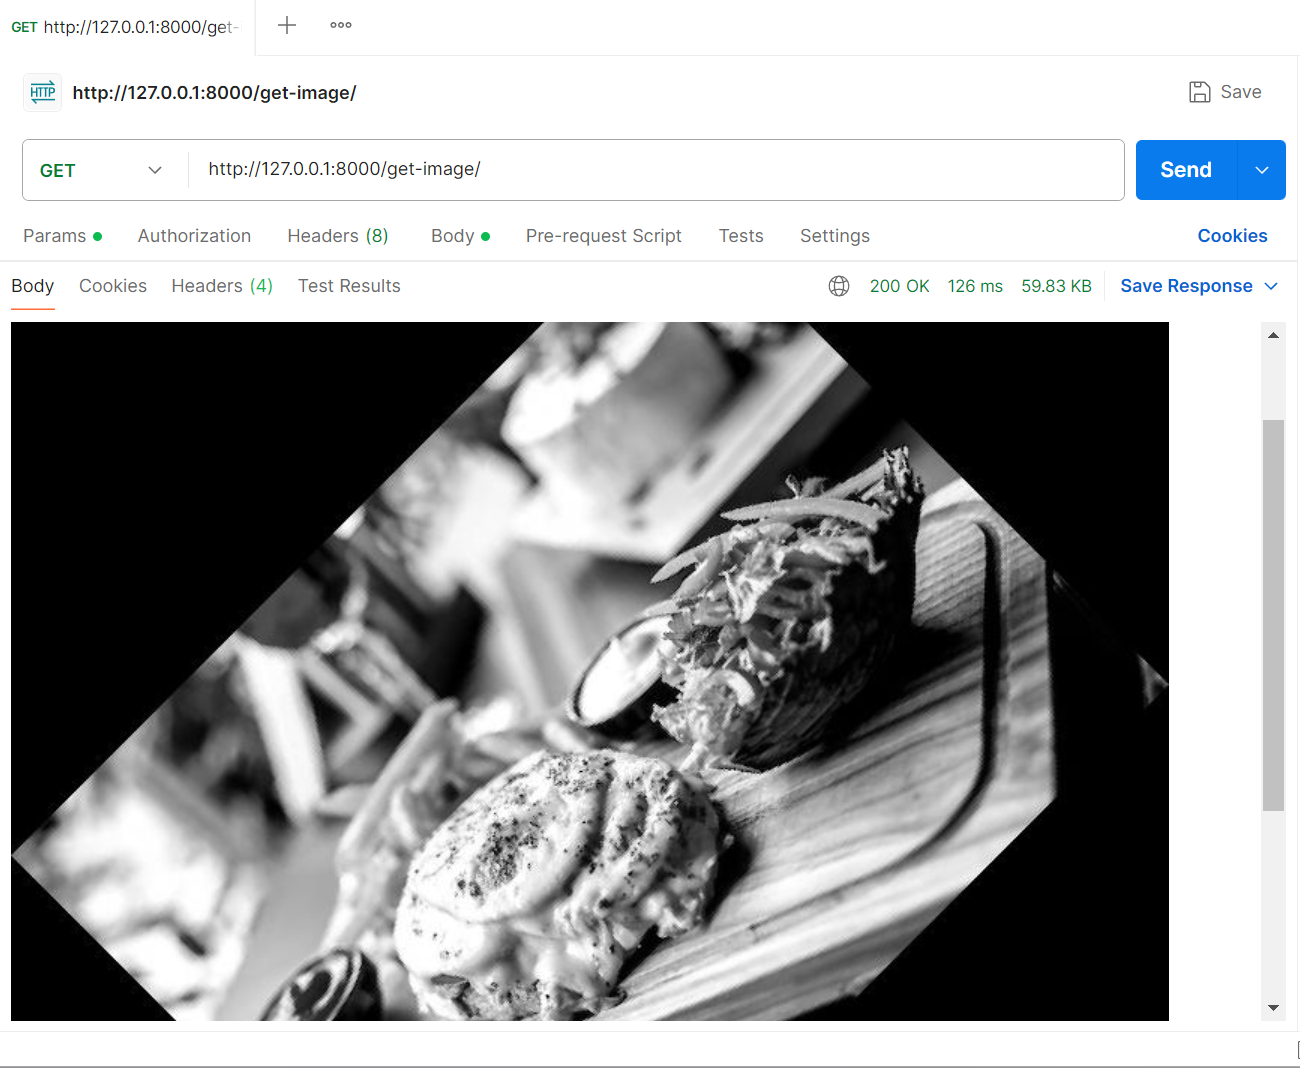 GET http://127.0.0.1:8000/get-
HTTP http://127.0.0.1:8000/get-image/ Save
GET http://127.0.0.1:8000/get-image/ Send
Params Authorization Headers (8) Body Pre-request Script Tests Settings Cookies
Body Cookies Headers (4) Test Results 200 OK 126 ms 59.83 KB Save Response